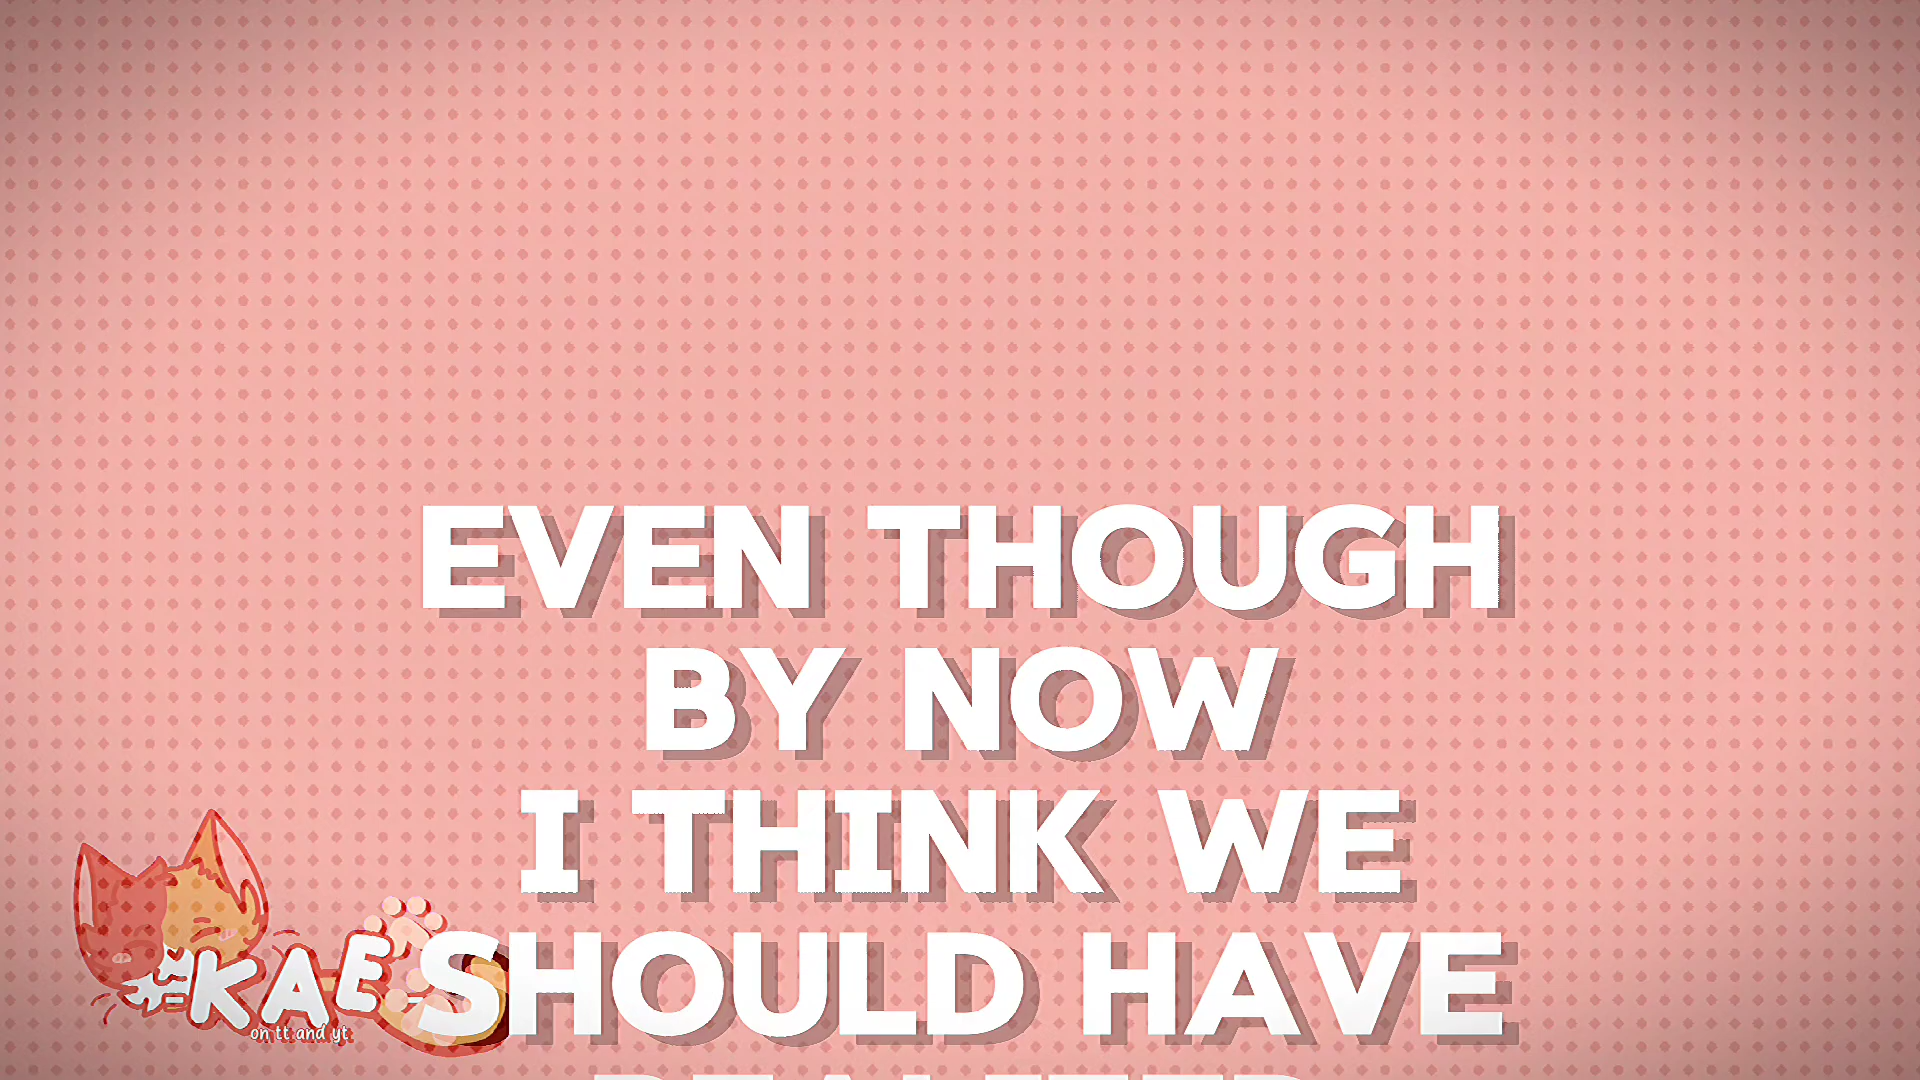 EVEN THOUGH
BY NOW
I THINK WE
SHOULD HAVE
KAE
on tt and yt